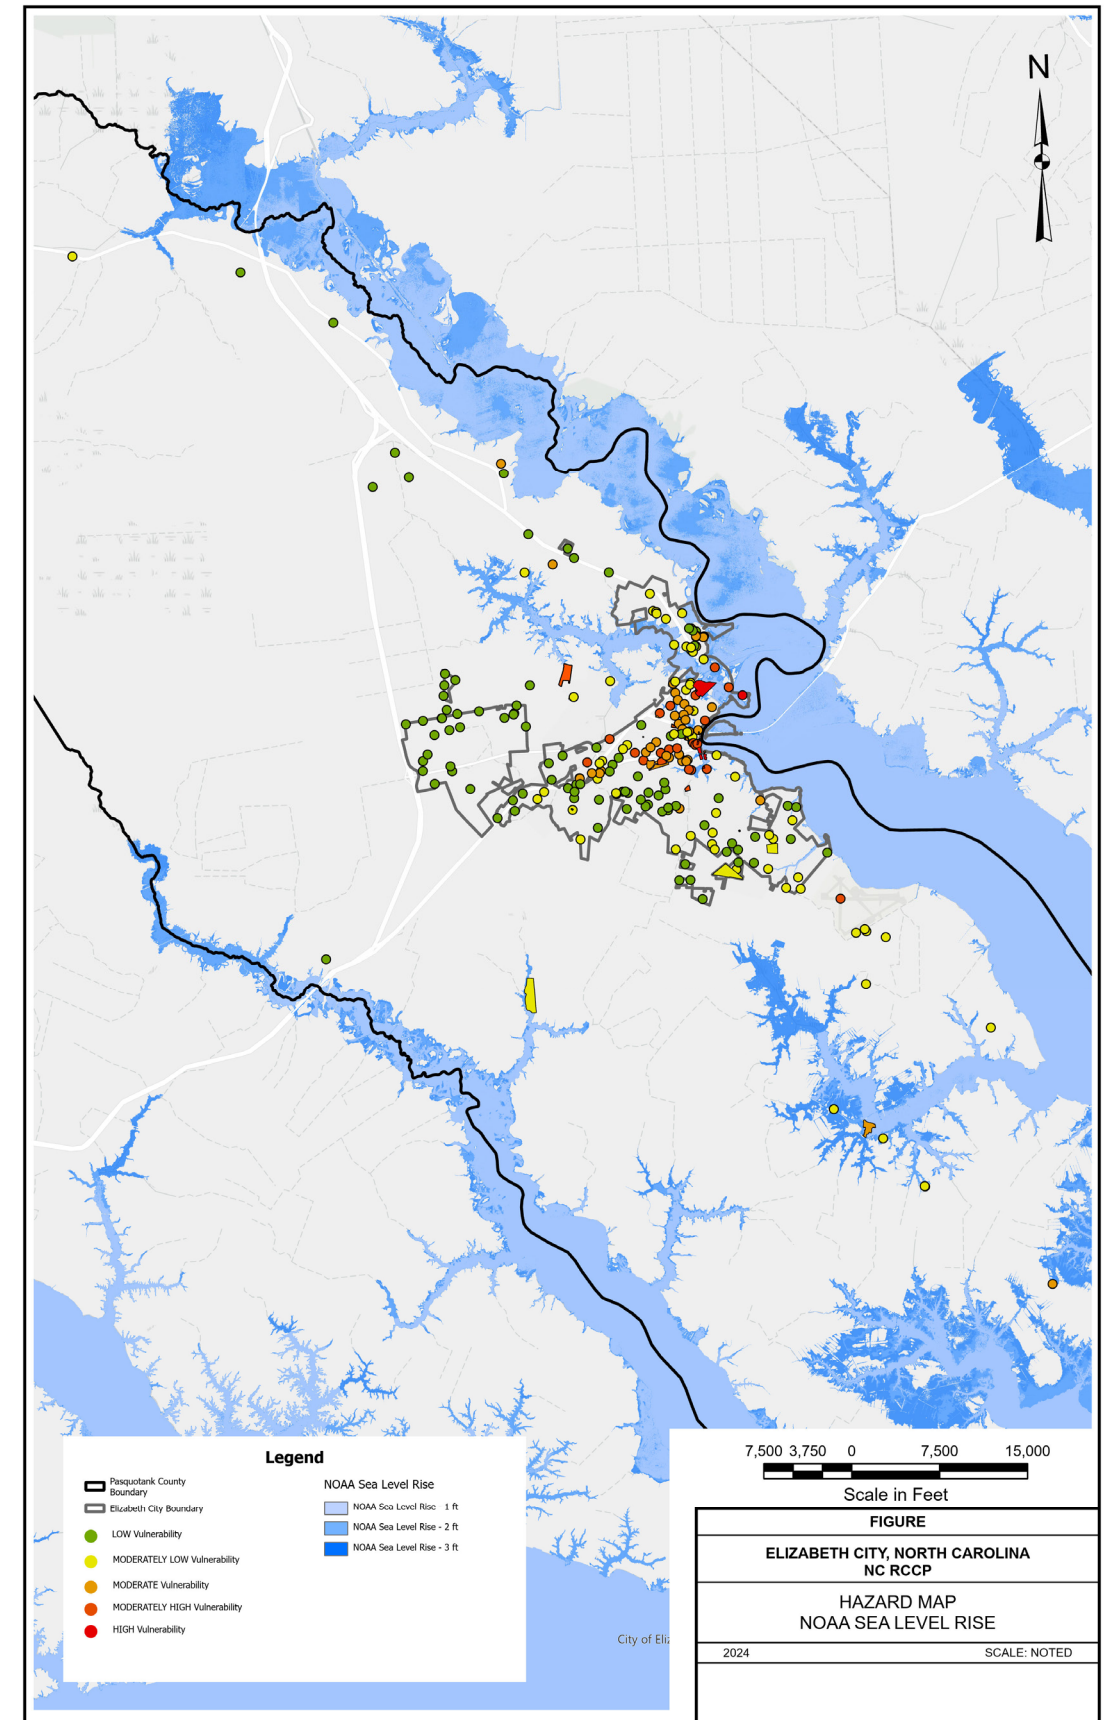 N
Legend
Pasquotank County
Boundary
Elizabeth City Boundary
LOW Vulnerability
MODERATELY LOW Vulnerability
MODERATE Vulnerability
MODERATELY HIGH Vulnerability
HIGH Vulnerability
NOAA Sea Level Rise
NOAA Sea Level Rise - 1 ft
NOAA Sea Level Rise - 2 ft
NOAA Sea Level Rise - 3 ft
City of Eliz
7,500 3,750 0 7,500 15,000
Scale in Feet
FIGURE
ELIZABETH CITY, NORTH CAROLINA
NC RCCP
HAZARD MAP
NOAA SEA LEVEL RISE
2024 SCALE: NOTED